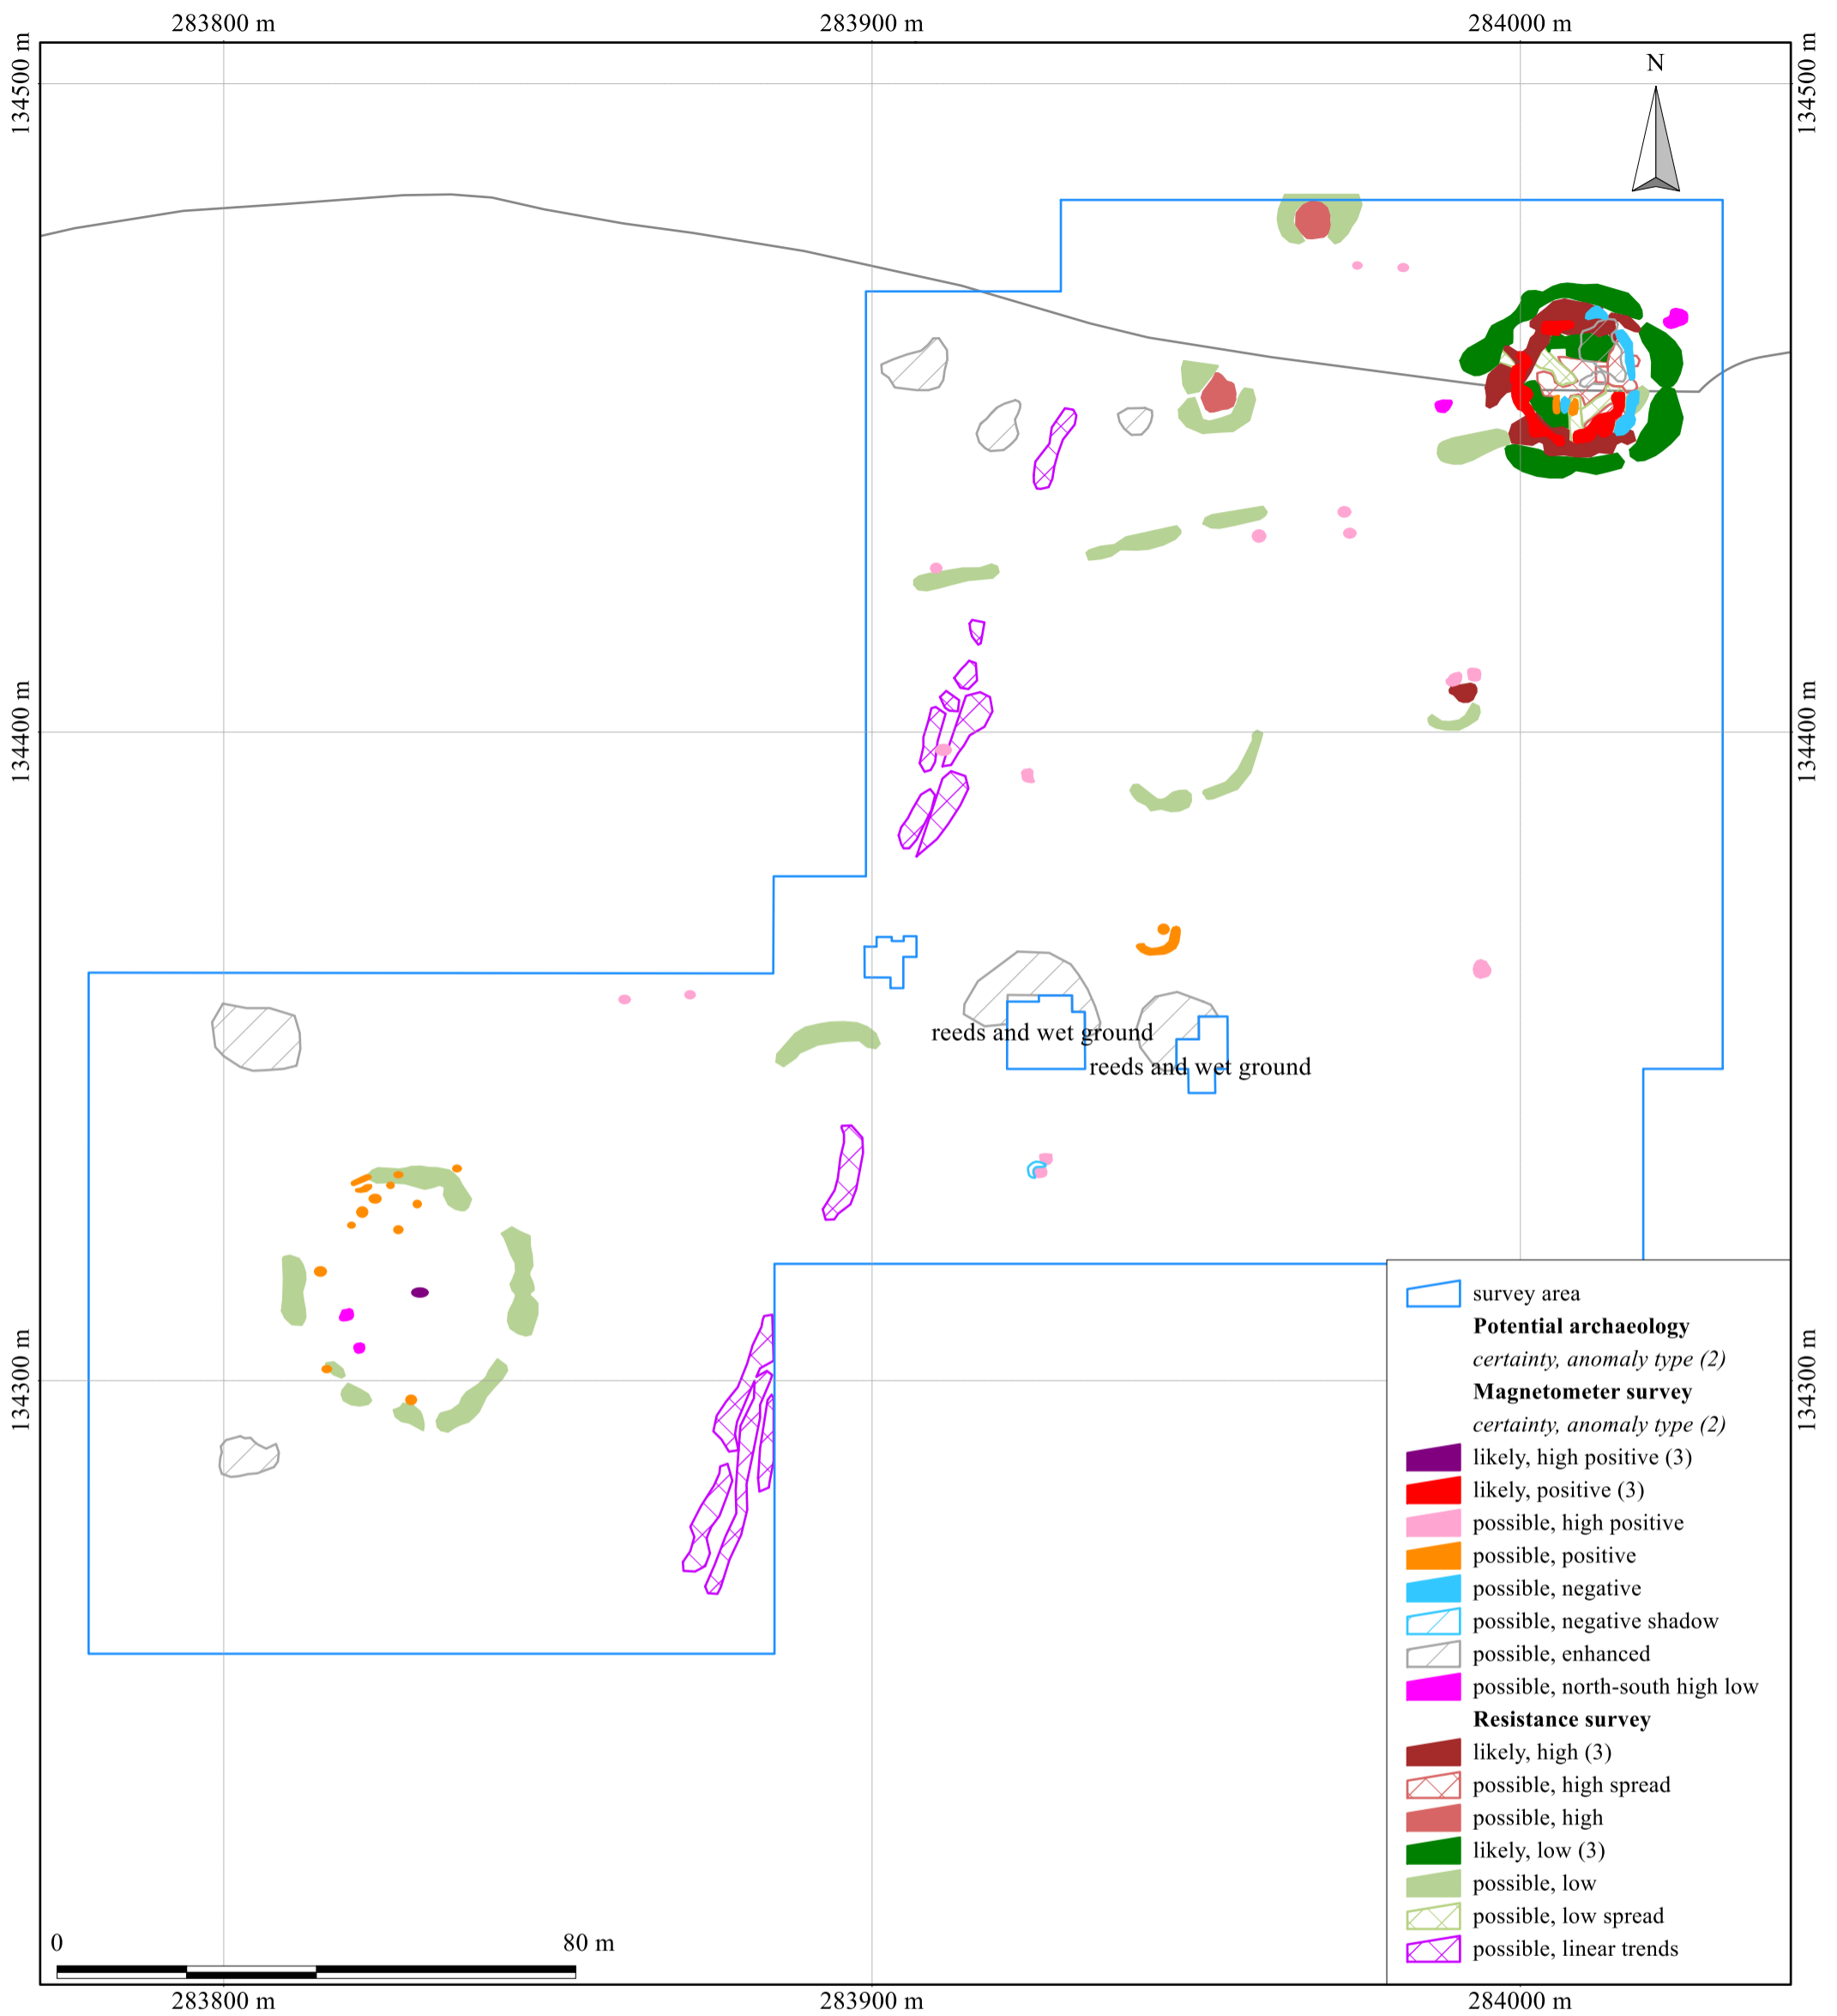 283800 m
283900 m
284000 m
134500 m
134500 m
N
134400 m
134400 m
reeds and wet ground
reeds and wet ground
134300 m
134300 m
survey area
Potential archaeology
certainty, anomaly type (2)
Magnetometer survey
certainty, anomaly type (2)
likely, high positive (3)
likely, positive (3)
possible, high positive
possible, positive
possible, negative
possible, negative shadow
possible, enhanced
possible, north-south high low
Resistance survey
likely, high (3)
possible, high spread
possible, high
likely, low (3)
possible, low
possible, low spread
possible, linear trends
0
80 m
283800 m
283900 m
284000 m